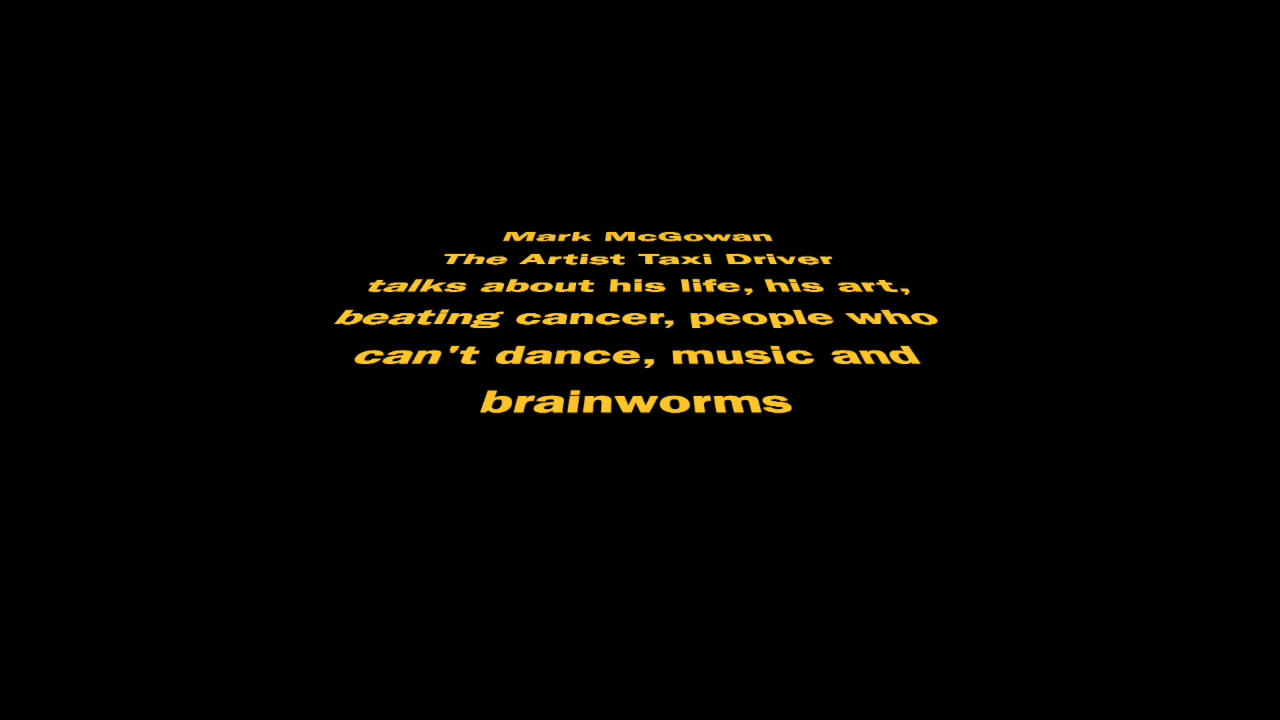 Mark McGowan
The Artist Taxi Driver
talks about his life, his art,
beating cancer, people who
can't dance, music and
brainworms